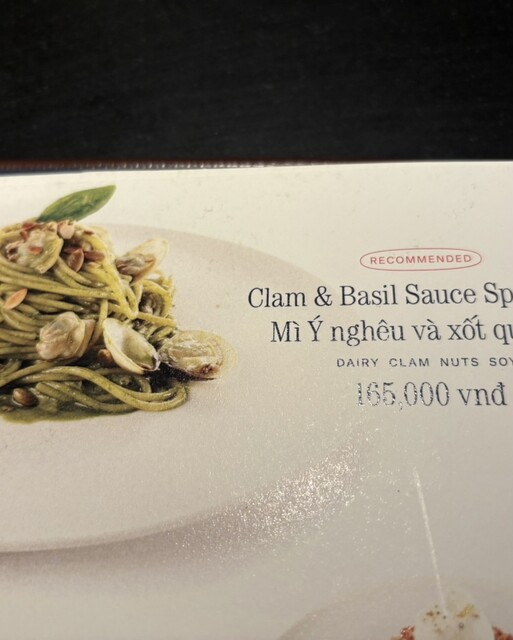 RECOMMENDED
Clam & Basil Sauce Sp
Mì Ý nghêu và xốt qu
DAIRY CLAM NUTS SOY
165,000 vnđ